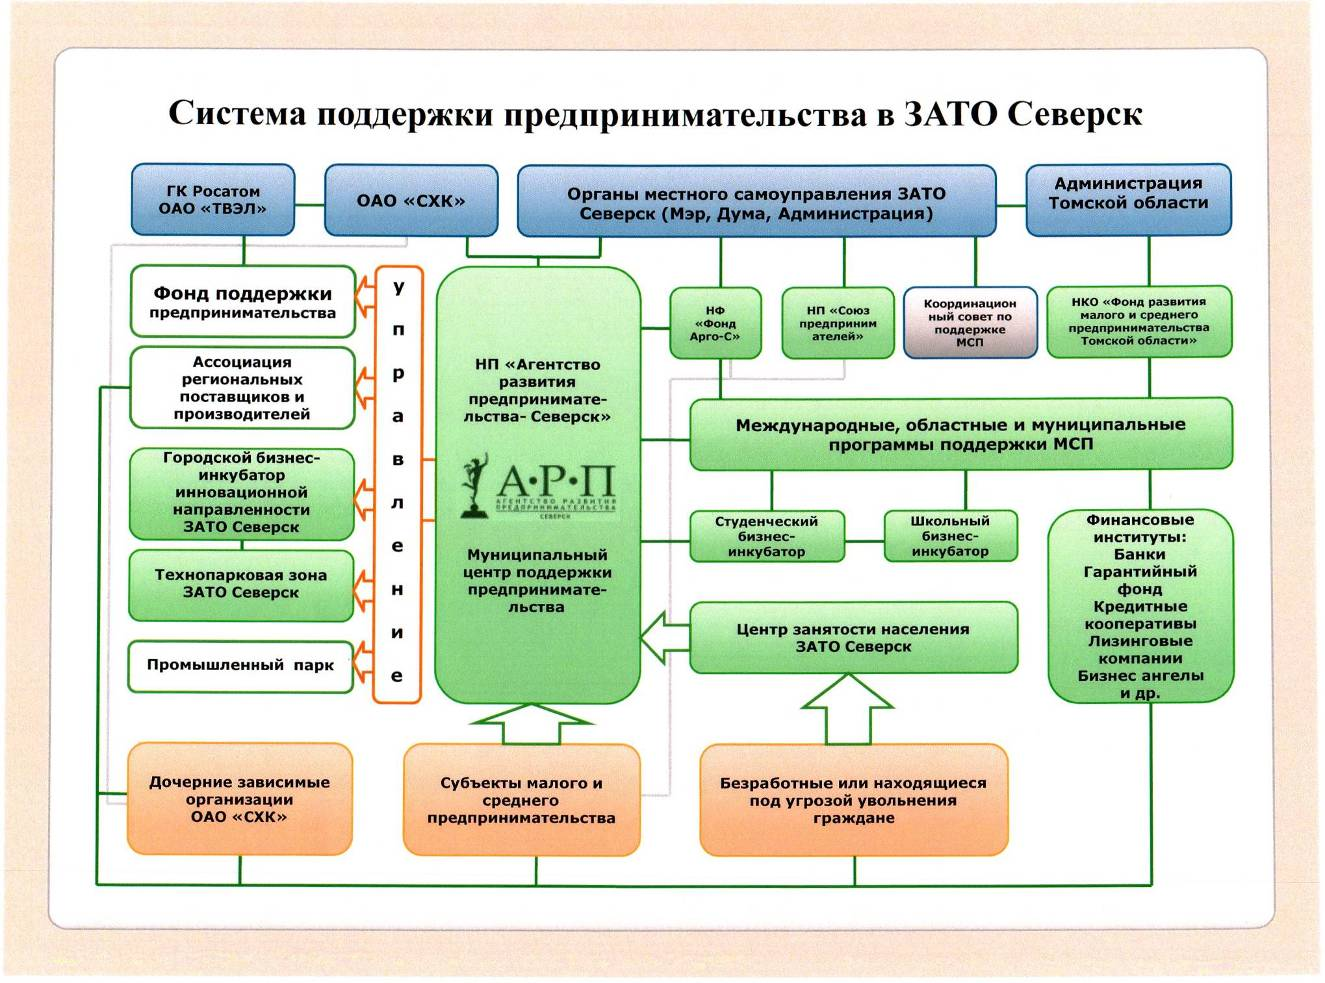 Система поддержки предпринимательства в ЗАТО Северск
ГК Росатом
ОАО «ТВЭЛ»
ОАО «СХК»
Органы местного самоуправления ЗАТО
Северск (Мэр, Дума, Администрация)
Администрация
Томской области
Фонд поддержки
предпринимательства
Ассоциация
региональных
поставщиков и
производителей
Городской бизнес-
инкубатор
инновационной
направленности
ЗАТО Северск
Технопарковая зона
ЗАТО Северск
Промышленный парк
У
п
р
а
в
л
е
н
и
е
НП «Агентство
развития
предпринимате-
льства- Северск»
А•Р•П
АГЕНТСТВО РАЗВИТИЯ
ПРЕДПРИНИМАТЕЛЬСТВА
СЕВЕРСК
Муниципальный
центр поддержки
предпринимате-
льства
НФ
«Фонд
Арго-С»
НП «Союз
предприним
ателей»
Координацион
ный совет по
поддержке
МСП
НКО «Фонд развития
малого и среднего
предпринимательства
Томской области»
Международные, областные и муниципальные
программы поддержки МСП
Студенческий
бизнес-
инкубатор
Школьный
бизнес-
инкубатор
Финансовые
институты:
Банки
Гарантийный
фонд
Кредитные
кооперативы
Лизинговые
компании
Бизнес ангелы
и др.
Центр занятости населения
ЗАТО Северск
Дочерние зависимые
организации
ОАО «СХК»
Субъекты малого и
среднего
предпринимательства
Безработные или находящиеся
под угрозой увольнения
граждане